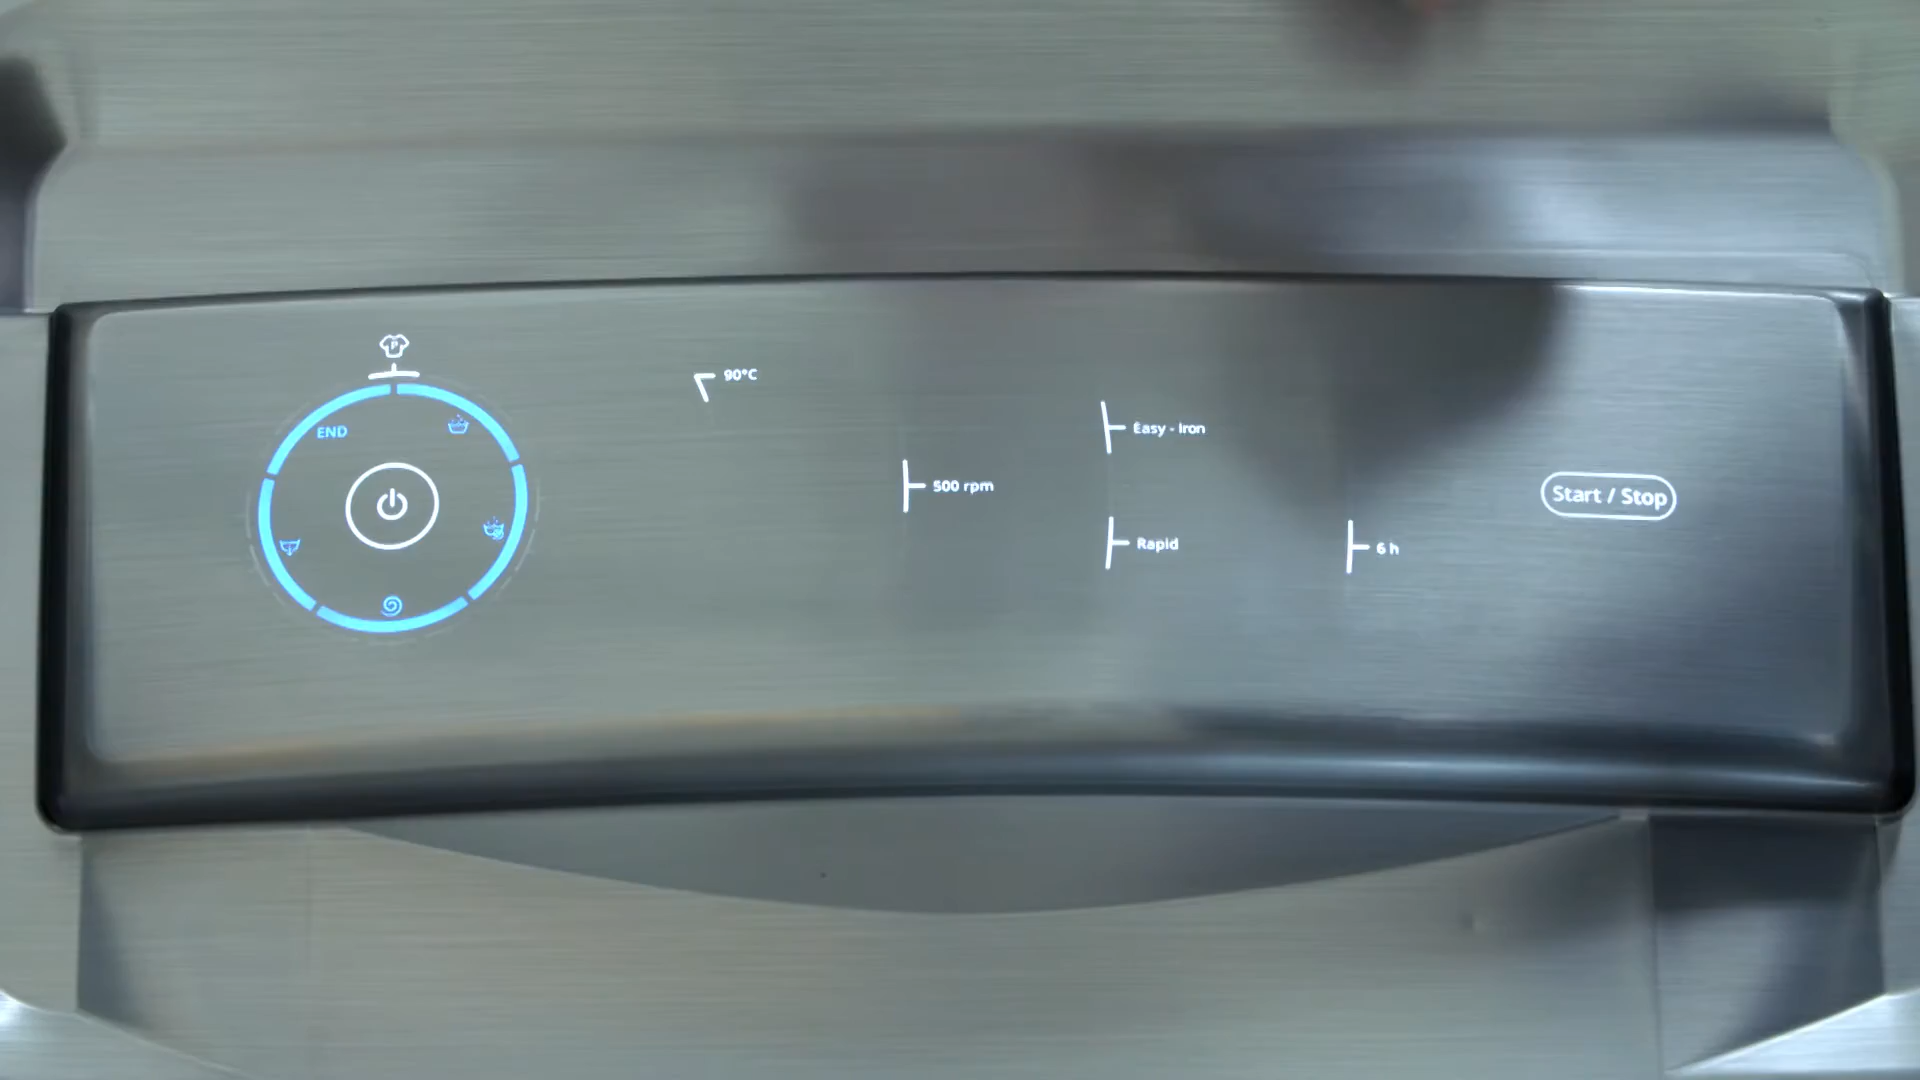 P
END
90°C
500 rpm
Easy - Iron
Rapid
6 h
Start / Stop